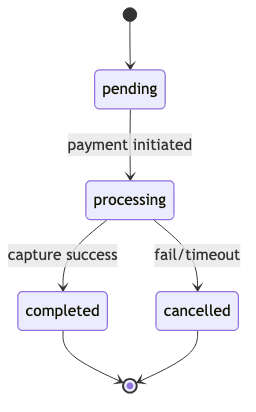 pending
payment initiated
processing
capture success
fail/timeout
completed
cancelled